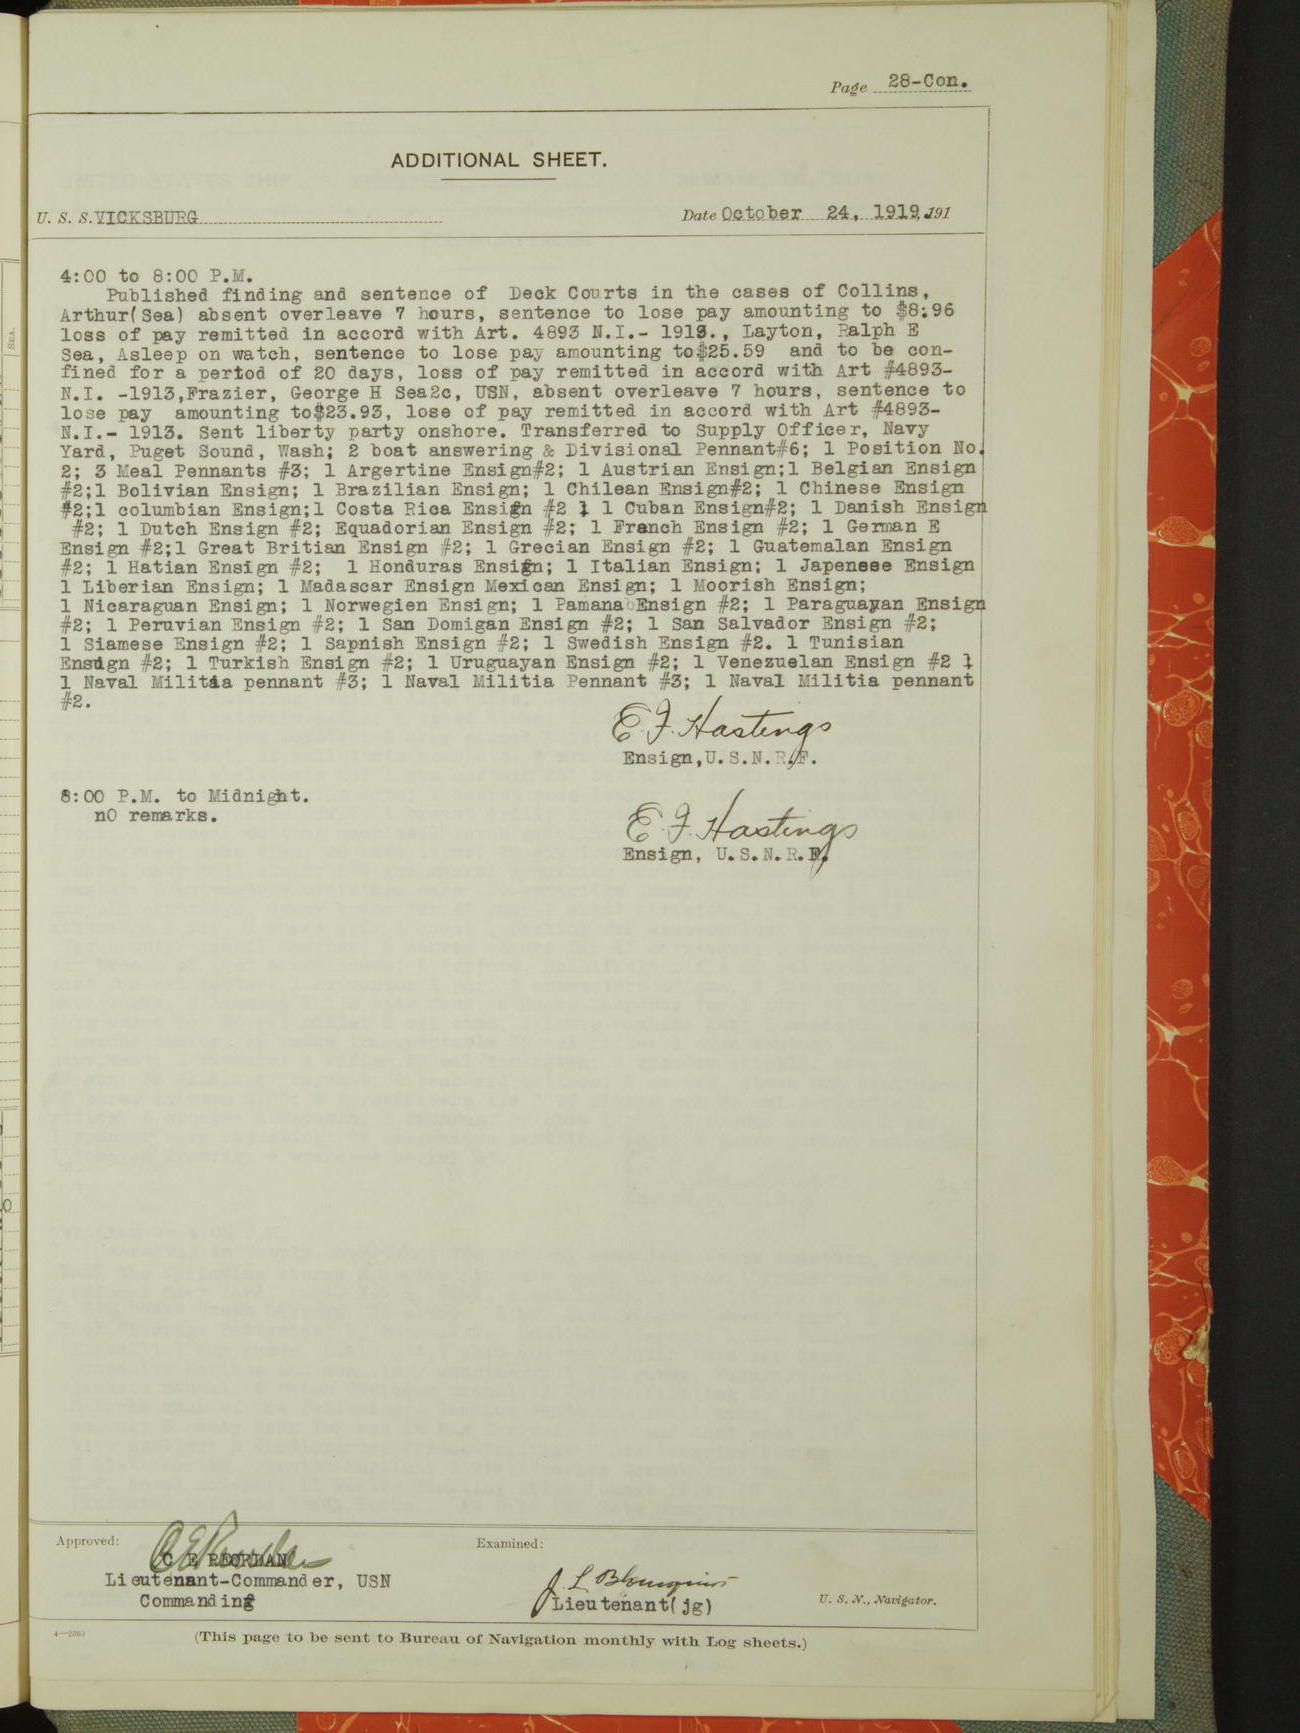 Page 28-Con.
ADDITIONAL SHEET.
U. S. S. VICKSBURG Date October 24, 1919. 191
4:00 to 8:00 P.M.
Published finding and sentence of Deck Courts in the cases of Collins,
Arthur(Sea) absent overleave 7 hours, sentence to lose pay amounting to $8.96
loss of pay remitted in accord with Art. 4893 N.I.- 1913., Layton, Ralph E
Sea, Asleep on watch, sentence to lose pay amounting to$25.59 and to be con-
fined for a period of 20 days, loss of pay remitted in accord with Art #4893-
N.I. -1913,Frazier, George H Sea2c, USN, absent overleave 7 hours, sentence to
lose pay amounting to$23.93, lose of pay remitted in accord with Art #4893-
N.I.- 1913. Sent liberty party onshore. Transferred to Supply Officer, Navy
Yard, Puget Sound, Wash; 2 boat answering & Divisional Pennant#6; 1 Position No.
2; 3 Meal Pennants #3; 1 Argertine Ensign#2; 1 Austrian Ensign;1 Belgian Ensign
#2;1 Bolivian Ensign; 1 Brazilian Ensign; 1 Chilean Ensign#2; 1 Chinese Ensign
#2;1 columbian Ensign;1 Costa Rica Ensign #2 ; 1 Cuban Ensign#2; 1 Danish Ensign
#2; 1 Dutch Ensign #2; Equadorian Ensign #2; 1 French Ensign #2; 1 German E
Ensign #2;1 Great Britian Ensign #2; 1 Grecian Ensign #2; 1 Guatemalan Ensign
#2; 1 Hatian Ensign #2; 1 Honduras Ensign; 1 Italian Ensign; 1 Japenese Ensign
1 Liberian Ensign; 1 Madascar Ensign Mexican Ensign; 1 Moorish Ensign;
1 Nicaraguan Ensign; 1 Norwegien Ensign; 1 Pamana Ensign #2; 1 Paraguayan Ensign
#2; 1 Peruvian Ensign #2; 1 San Domigan Ensign #2; 1 San Salvador Ensign #2;
1 Siamese Ensign #2; 1 Sapnish Ensign #2; 1 Swedish Ensign #2. 1 Tunisian
Ensign #2; 1 Turkish Ensign #2; 1 Uruguayan Ensign #2; 1 Venezuelan Ensign #2 ;
1 Naval Militia pennant #3; 1 Naval Militia Pennant #3; 1 Naval Militia pennant
#2.
E. F. Hastings
Ensign,U.S.N.R.F.
8:00 P.M. to Midnight.
nO remarks.
E. F. Hastings
Ensign, U.S.N.R.F.
Approved: Examined:
C E REORDAN
Lieutenant-Commander, USN
Commanding
J. L.
Lieutenant(jg) U. S. N., Navigator.
(This page to be sent to Bureau of Navigation monthly with Log sheets.)
SEA.